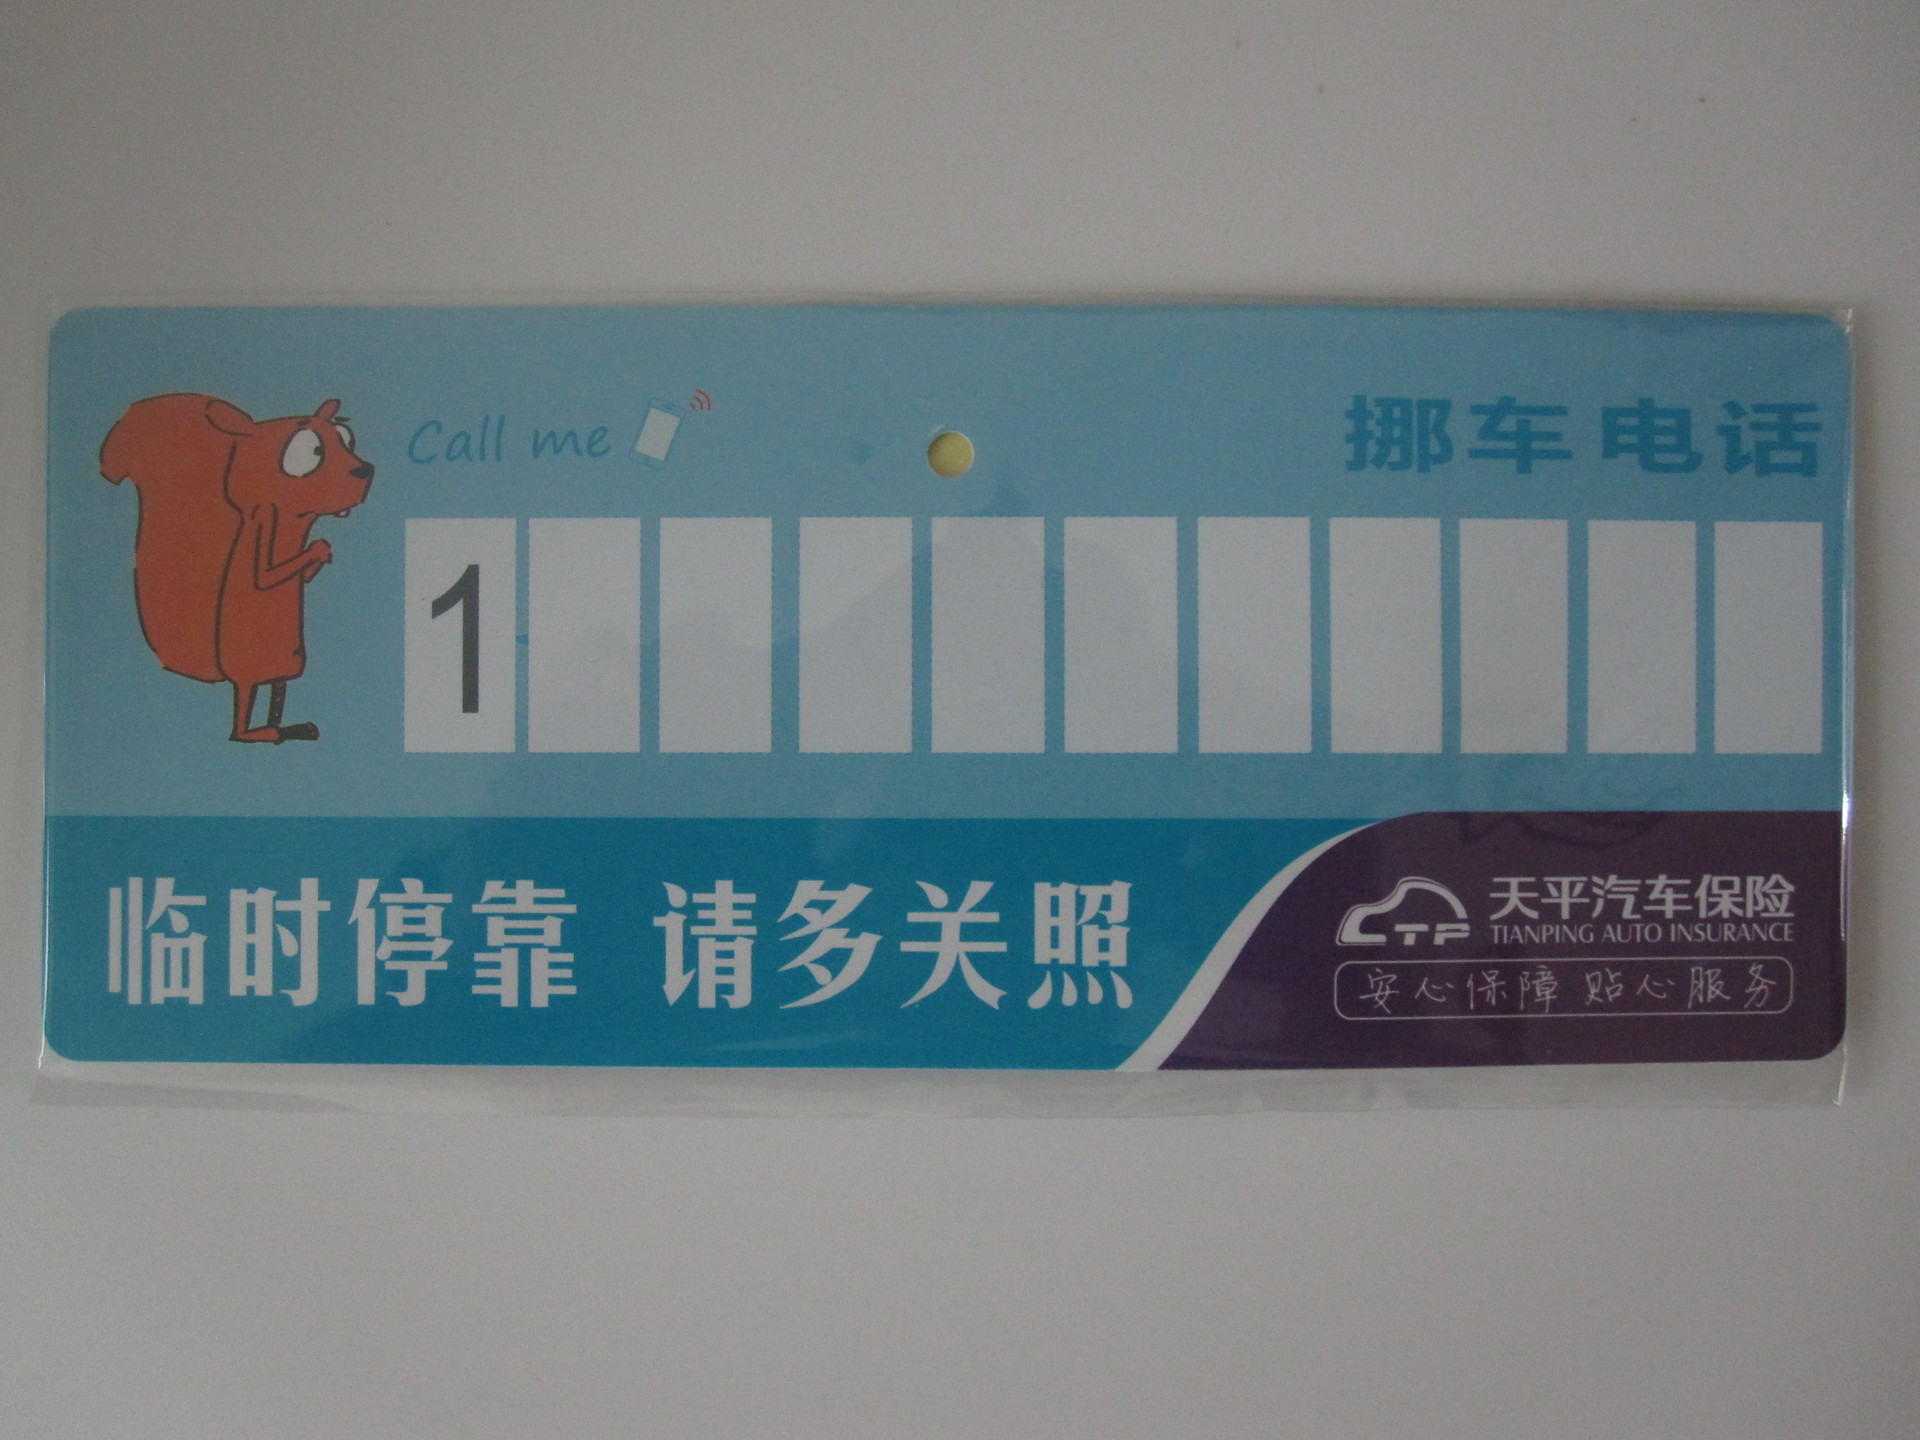 Call me
挪车电话
1
临时停靠 请多关照
CTP
天平汽车保险
TIANPING AUTO INSURANCE
安心保障 贴心服务